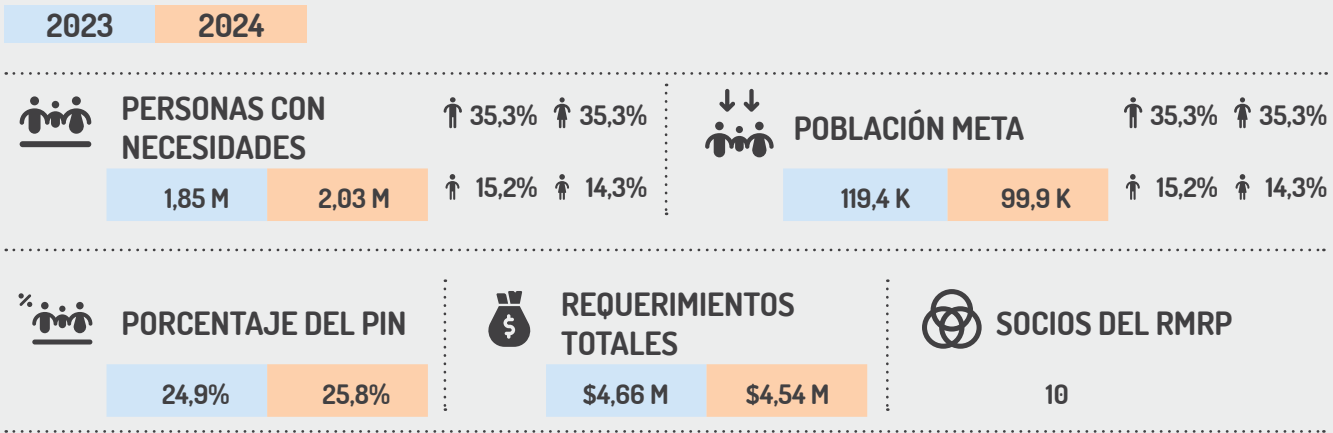 2023 2024
PERSONAS CON
NECESIDADES
35,3% 35,3%
1,85 M 2,03 M
15,2% 14,3%
POBLACIÓN META
35,3% 35,3%
119,4 K 99,9 K
15,2% 14,3%
%
PORCENTAJE DEL PIN
24,9% 25,8%
$
REQUERIMIENTOS
TOTALES
$4,66 M $4,54 M
SOCIOS DEL RMRP
10